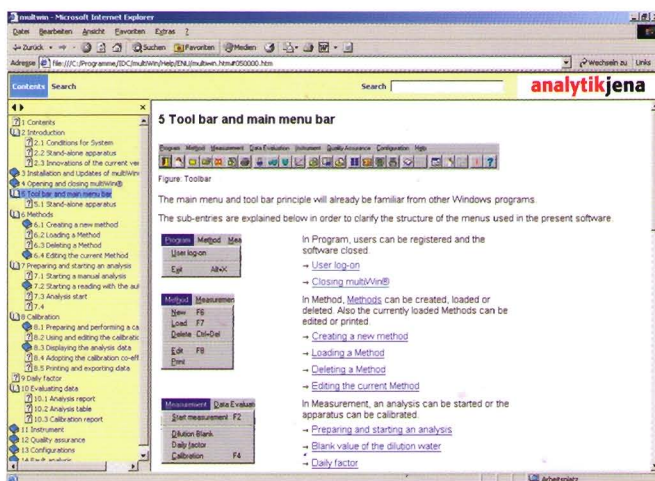 multwin - Microsoft Internet Explorer
Datei Bearbeiten Ansicht Favoriten Extras ?
Zurück Suchen Favoriten Medien
Adresse file:///C:/Programme/IDC/multiWin/Help/ENU/multwin.htm#050000.htm Wechseln zu Links
Contents Search Search analytikjena
1 Contents
2 Introduction
2.1 Conditions for System
2.2 Stand-alone apparatus
2.3 Innovations of the current ver
3 Installation and Updates of multiWin
4 Opening and closing multiWin®
5 Tool bar and main menu bar
5.1 Stand-alone apparatus
6 Methods
6.1 Creating a new method
6.2 Loading a Method
6.3 Deleting a Method
6.4 Editing the current Method
7 Preparing and starting an analysis
7.1 Starting a manual analysis
7.2 Starting a reading with the aut
7.3 Analysis start
7.4
8 Calibration
8.1 Preparing and performing a ca
8.2 Using and editing the calibratio
8.3 Displaying the analysis data
8.4 Adopting the calibration co-eff
8.5 Printing and exporting data
9 Daily factor
10 Evaluating data
10.1 Analysis report
10.2 Analysis table
10.3 Calibration report
11 Instrument
12 Quality assurance
13 Configurations
14 Fault analysis
5 Tool bar and main menu bar
Program Method Measurement Data Evaluation Instrument Quality Assurance Configuration Help
Figure: Toolbar
The main menu and tool bar principle will already be familiar from other Windows programs.
The sub-entries are explained below in order to clarify the structure of the menus used in the present software.
Program Method Mea
User log-on
Exit Alt+X
In Program, users can be registered and the
software closed.
→ User log-on
→ Closing multiWin®
Method Measuremen
New F6
Load F7
Delete Ctrl+Del
Edit F8
Print
In Method, Methods can be created, loaded or
deleted. Also the currently loaded Methods can be
edited or printed.
→ Creating a new method
→ Loading a Method
→ Deleting a Method
→ Editing the current Method
Measurement Data Evaluati
Start measurement F2
Dilution Blank
Daily factor
Calibration F4
In Measurement, an analysis can be started or the
apparatus can be calibrated.
→ Preparing and starting an analysis
→ Blank value of the dilution water
→ Daily factor
Arbeitsplatz